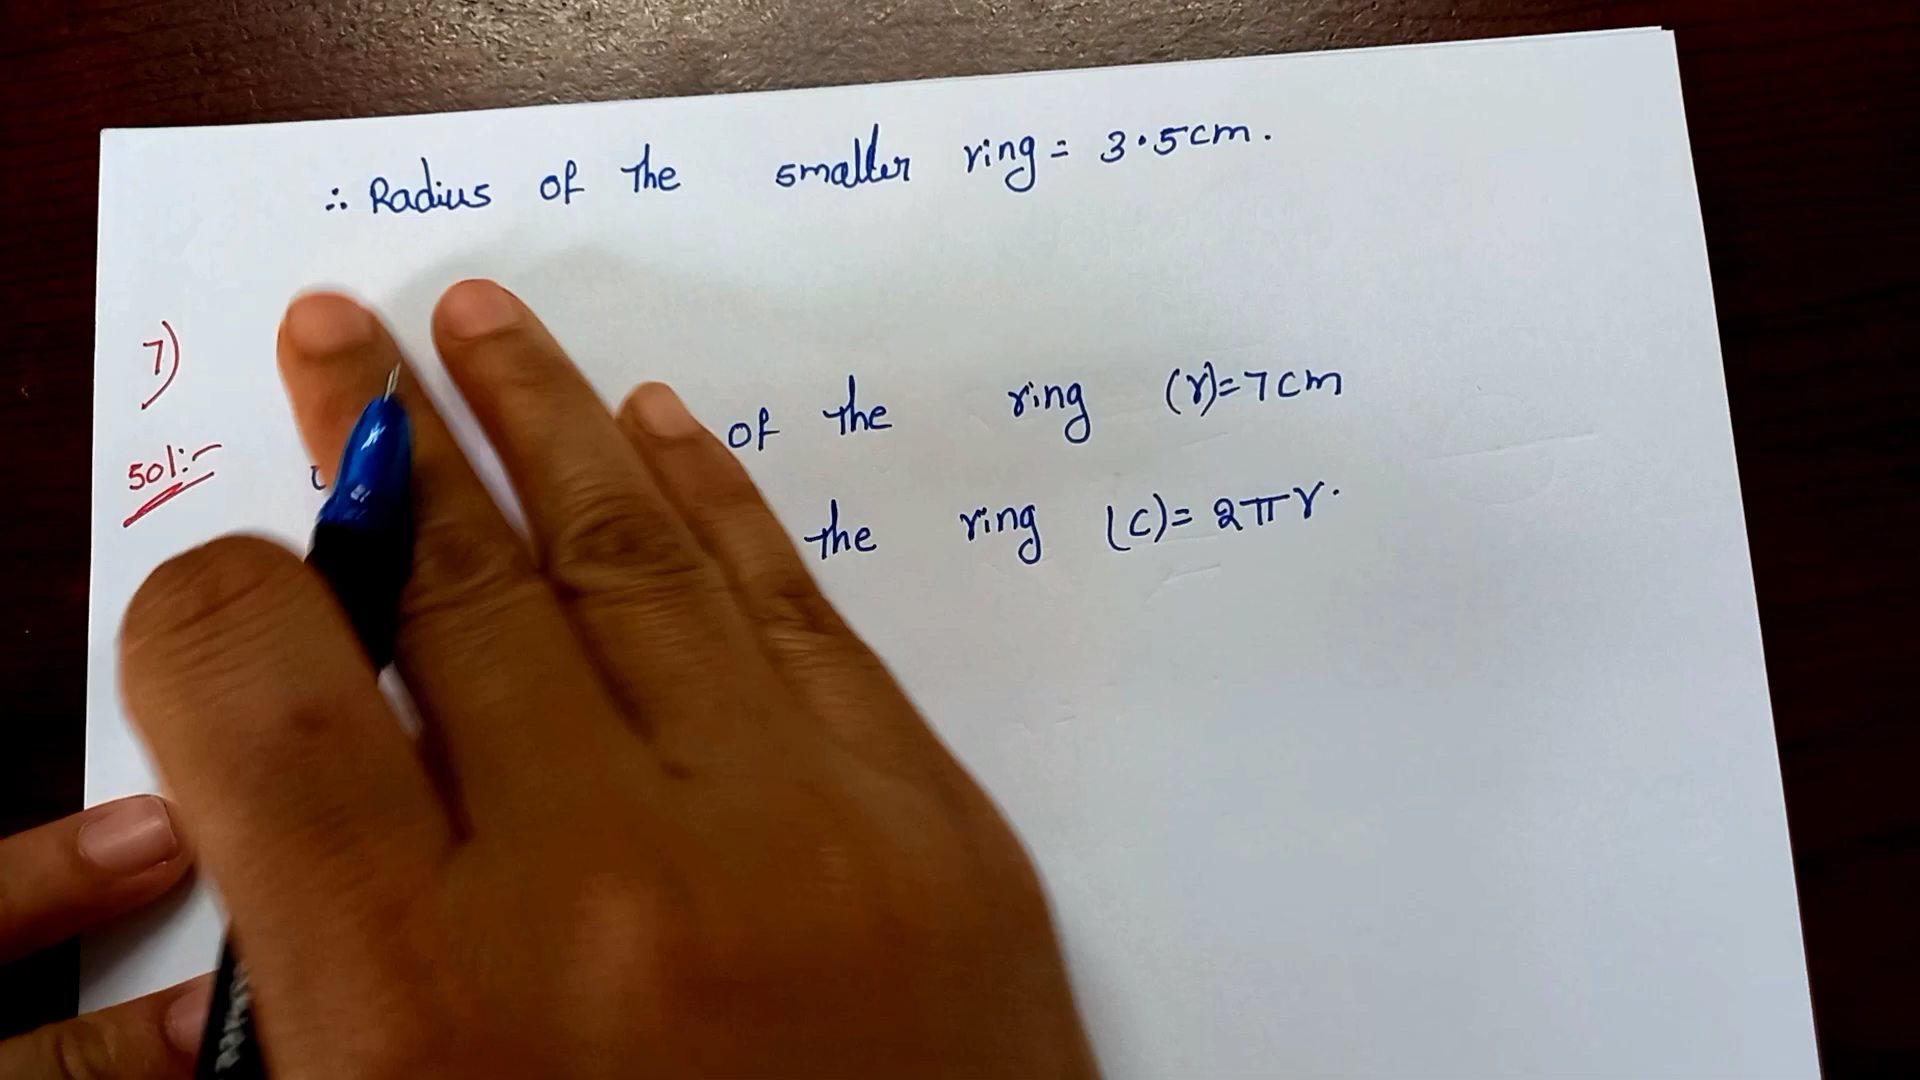 ∴ Radius of the smaller ring = 3.5cm.
7)
Sol:-
of the ring (r)=7cm
the ring (C)= 2πr.